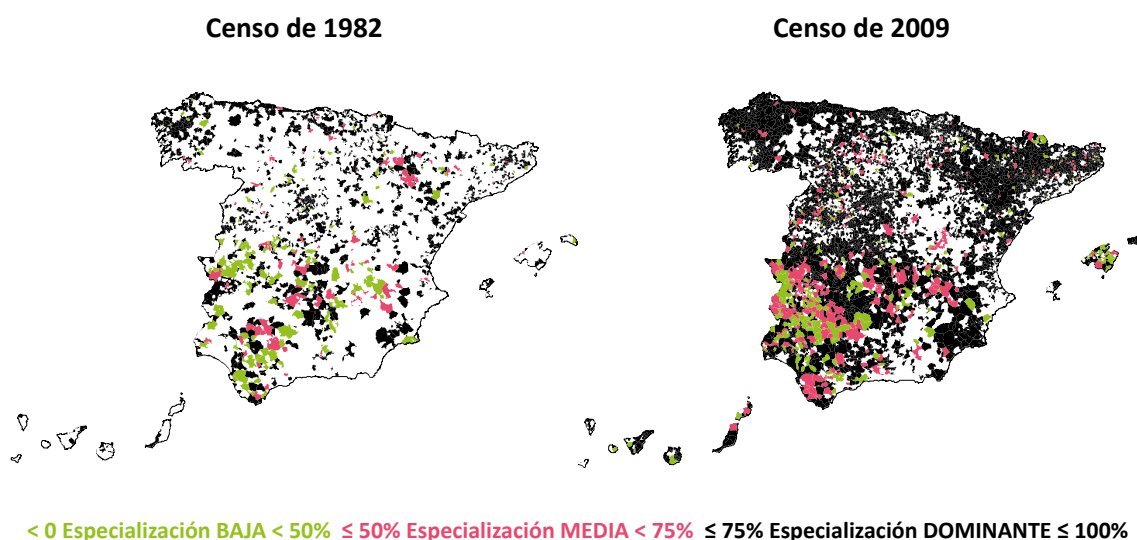 Censo de 1982
Censo de 2009
< 0 Especialización BAJA < 50% ≤ 50% Especialización MEDIA < 75% ≤ 75% Especialización DOMINANTE ≤ 100%